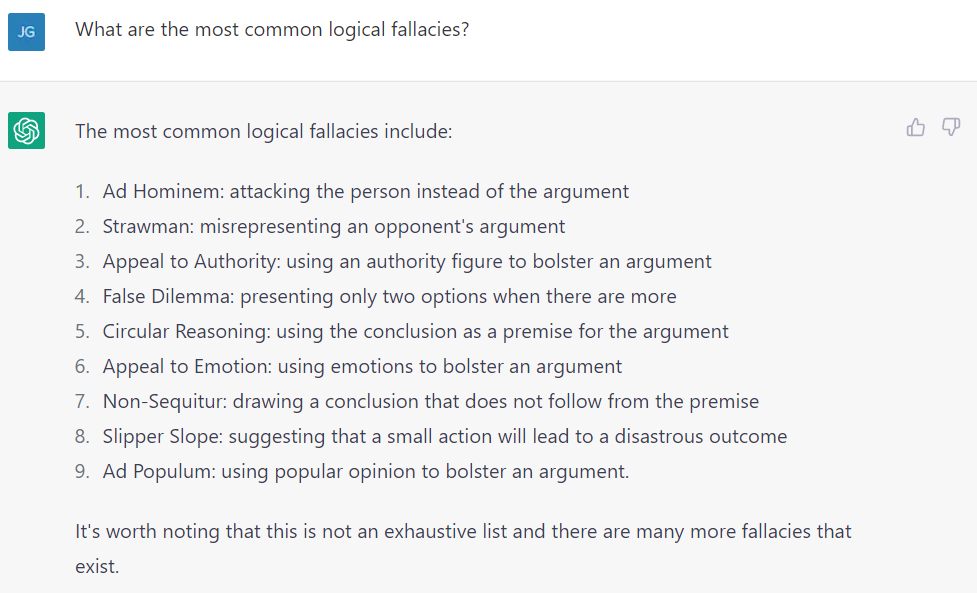 JG
What are the most common logical fallacies?
The most common logical fallacies include:
1. Ad Hominem: attacking the person instead of the argument
2. Strawman: misrepresenting an opponent's argument
3. Appeal to Authority: using an authority figure to bolster an argument
4. False Dilemma: presenting only two options when there are more
5. Circular Reasoning: using the conclusion as a premise for the argument
6. Appeal to Emotion: using emotions to bolster an argument
7. Non-Sequitur: drawing a conclusion that does not follow from the premise
8. Slipper Slope: suggesting that a small action will lead to a disastrous outcome
9. Ad Populum: using popular opinion to bolster an argument.
It's worth noting that this is not an exhaustive list and there are many more fallacies that
exist.